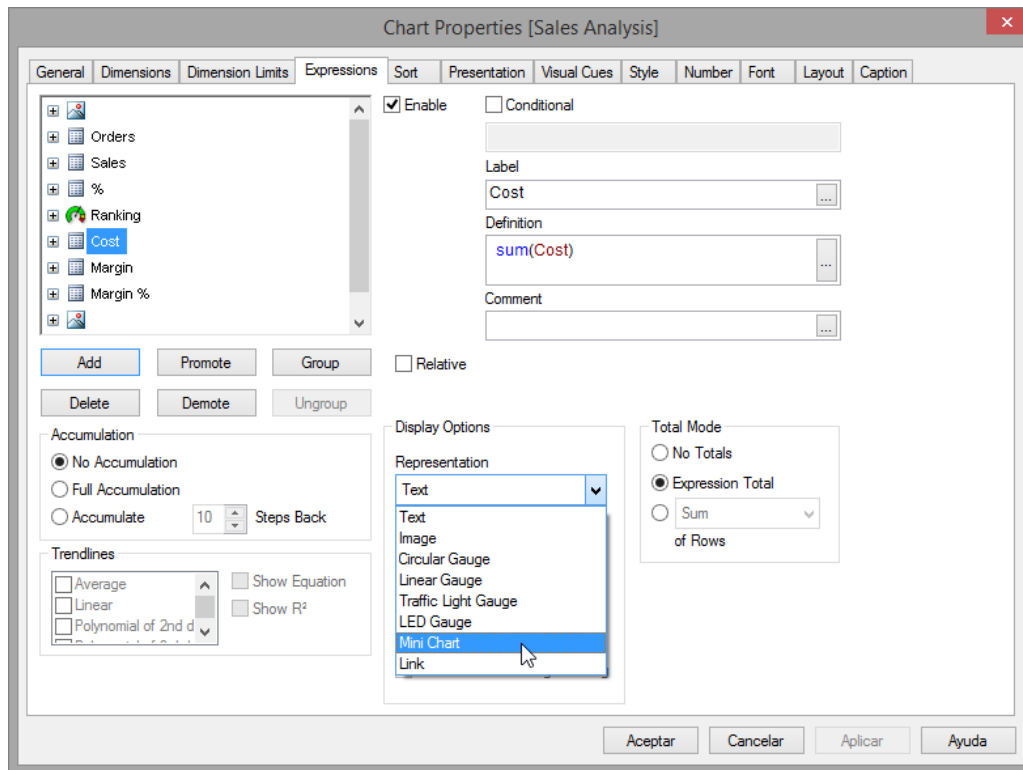 Chart Properties [Sales Analysis]
General Dimensions Dimension Limits Expressions Sort Presentation Visual Cues Style Number Font Layout Caption
Orders
Sales
%
Ranking
Cost
Margin
Margin %
Add Promote Group
Delete Demote Ungroup
Enable Conditional
Label
Cost
...
Definition
sum(Cost)
...
Comment
...
Relative
Accumulation
No Accumulation
Full Accumulation
Accumulate 10 Steps Back
Trendlines
Average
Linear
Polynomial of 2nd d
Show Equation
Show R²
Display Options
Representation
Text
Text
Image
Circular Gauge
Linear Gauge
Traffic Light Gauge
LED Gauge
Mini Chart
Link
Total Mode
No Totals
Expression Total
Sum
of Rows
Aceptar Cancelar Aplicar Ayuda